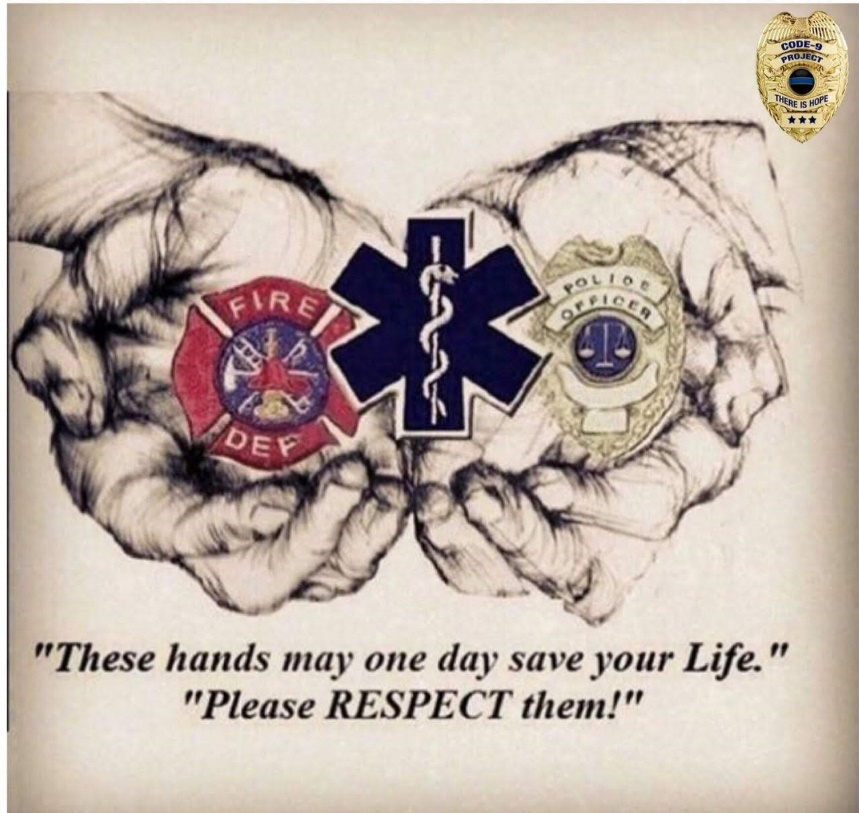 CODE-9
PROJECT
THERE IS HOPE
FIRE
DEP
POLICE
OFFICER
"These hands may one day save your Life."
"Please RESPECT them!"